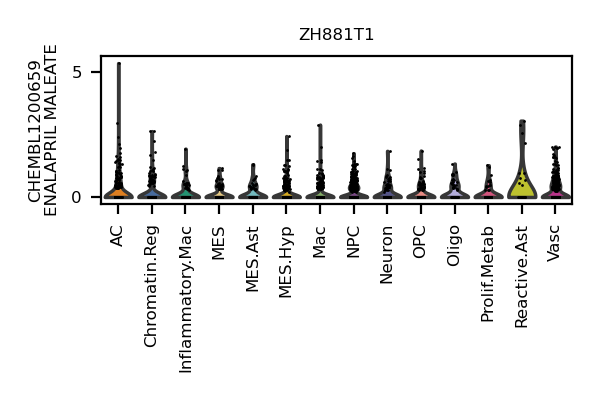 ZH881T1
CHEMBL1200659
ENALAPRIL MALEATE
5
0
AC
Chromatin.Reg
Inflammatory.Mac
MES
MES.Ast
MES.Hyp
Mac
NPC
Neuron
OPC
Oligo
Prolif.Metab
Reactive.Ast
Vasc